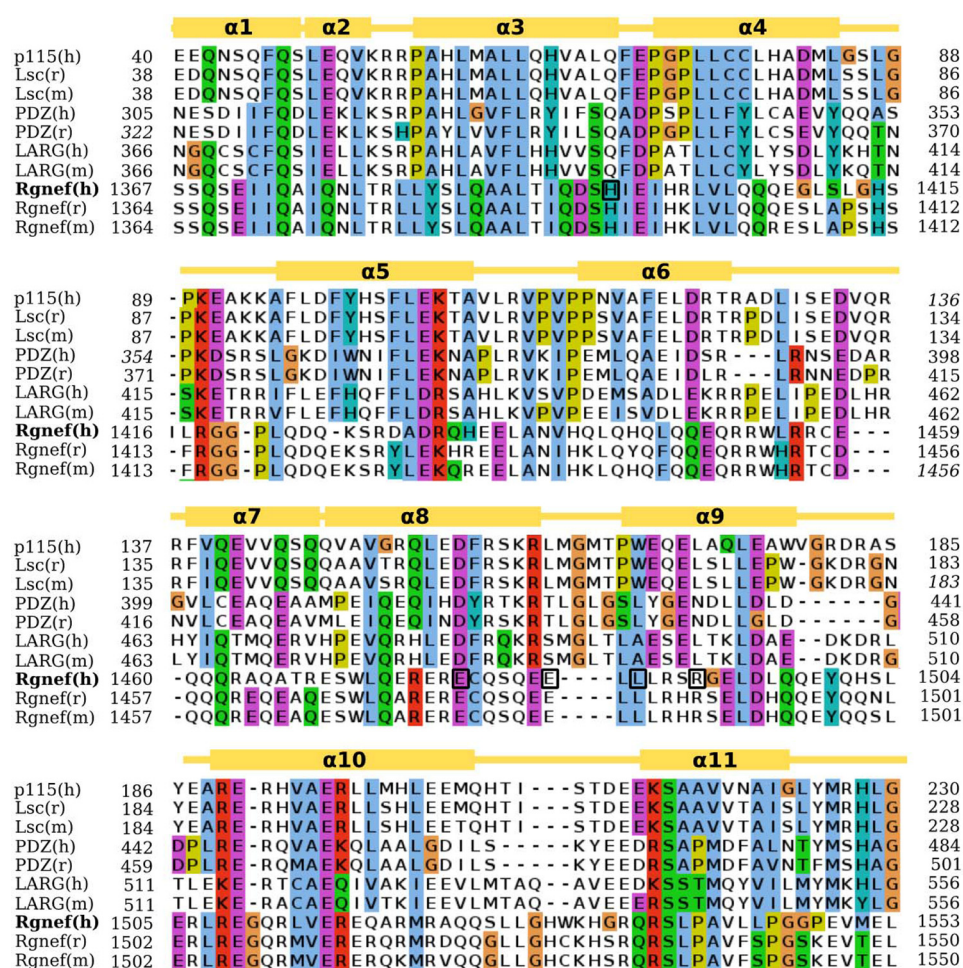 α1 α2 α3 α4
p115(h) 40 EEQNSQFQSLEQVKRRPAHLMALLQHVALQFEPGPLLCCLHADMLGSLG 88
Lsc(r) 38 EDQNSQFQSLEQVKRRPAHLMALLQHVALQFEPGPLLCCLHADMLSSLG 86
Lsc(m) 38 EDQNSQFQSLEQVKRRPAHLMALLQHVALQFEPGPLLCCLHADMLSSLG 86
PDZ(h) 305 NESDIIFQDLEKLKSRPAHLGVFLRYIFSQADPSPLLFYLCAEVYQQAS 353
PDZ(r) 322 NESDIIFQDLEKLKSHPAYLVVFLRYILSQADPGPLLFYLCSEVYQQTN 370
LARG(h) 366 NGQCSCFQSIELLKSRPAHLAVFLHHVVSQFDPATLLCYLYSDLYKHTN 414
LARG(m) 366 NGQCSCFQSIELLKSRPAHLAVFLHHVVSQFDPATLLCYLYSDLYKHTN 414
Rgnef(h) 1367 SSQSEIIQAIQNLTRLLYSLQAALTIQDSHIEIHRLVLQQQEGLSLGHS 1415
Rgnef(r) 1364 SSQSEIIQAIQNLTRLLYSLQAALTIQDSHIEIHKLVLQQQESLAPSHS 1412
Rgnef(m) 1364 SSQSEIIQAIQNLTRLLYSLQAALTIQDSHIEIHKLVLQQRESLAPSHS 1412
α5 α6
p115(h) 89 -PKEAKKAFLDFYHSFLEKTAVLRVPVPPNVAFELDRTRADLISEDVQR 136
Lsc(r) 87 -PKEAKKAFLDFYHSFLEKTAVLRVPVPPSVAFELDRTRPDLISEDVQR 134
Lsc(m) 87 -PKEAKKAFLDFYHSFLEKTAVLRVPVPPSVAFELDRTRPDLISEDVQR 134
PDZ(h) 354 -PKDSRSLGKDIWNIFLEKNAPLRVKIPEMLQAEIDSR---LRNSEDAR 398
PDZ(r) 371 -PKDSRSLGKDIWNIFLEKNAPLRVKIPEMLQAEIDLR---LRNNEDPR 415
LARG(h) 415 -SKETRRIFLEFHQFFLDRSAHLKVSVPDEMSADLEKRRPELIPEDLHR 462
LARG(m) 415 -SKETRRVFLEFHQFFLDRSAHLKVPVPEEISVDLEKRRPELIPEDLHR 462
Rgnef(h) 1416 ILRGG-PLQDQ-KSRDADRQHEELANVHQLQHQLQQEQRRWLRRCE--- 1459
Rgnef(r) 1413 -FRGG-PLQDQEKSRYLEKHREELANIHKLQYQFQQEQRRWHRTCD--- 1456
Rgnef(m) 1413 -FRGG-PLQDQEKSRYLEKQREELANIHKLQHQFQQEQRRWHRTCD--- 1456
α7 α8 α9
p115(h) 137 RFVQEVVQSQQVAVGRQLEDFRSKRLMGMTPWEQELAQLEAWVGRDRAS 185
Lsc(r) 135 RFIQEVVQSQQAAVTRQLEDFRSKRLMGMTPWEQELSLLEPW-GKDRGN 183
Lsc(m) 135 RFIQEVVQSQQAAVSRQLEDFRSKRLMGMTPWEQELSLLEPW-GKDRGN 183
PDZ(h) 399 GVLCEAQEAAMPEIQEQIHDYRTKRTLGLGSLYGENDLLDLD------G 441
PDZ(r) 416 NVLCEAQEAVMLEIQEQINDYRSKRTLGLGSLYGENDLLGLD------G 458
LARG(h) 463 HYIQTMQERVHPEVQRHLEDFRQKRSMGLTLAESELTKLDAE--DKDRL 510
LARG(m) 463 LYIQTMQERVHPEVQRHLEDFRQKRSMGLTLAESELTKLDAE--DKDRG 510
Rgnef(h) 1460 -QQQRAQATRESWLQERERECQSQEE----LLLRSRGELDQQEYQHSL 1504
Rgnef(r) 1457 -QQQREQEAQESWLQAREREC QSQEE----LLLRHRSELDHQQEYQQNL 1501
Rgnef(m) 1457 -QQQREQEAQESWLQARERECQSQEE----LLLRHRSELDHQQEYQQSL 1501
α10 α11
p115(h) 186 YEARE-RHVAERLLMHLEEMQHTI---STDEEKSAAVVNAIGLYMRHLG 230
Lsc(r) 184 YEARE-RHVAERLLSHLEETQHTI---STDEEKSAAVVTAISLYMRHLG 228
Lsc(m) 184 YEARE-RHVAERLLSHLEETQHTI---STDEEKSAAVVTAISLYMRHLG 228
PDZ(h) 442 DPLRE-RQVAEKQLAALGDILS-----KYEEDRSAPMDFALNTYMSHAG 484
PDZ(r) 459 DPLRE-RQMAEKQLAALGDILS-----KYEEDRSAPMDFAVNTFMSHAG 501
LARG(h) 511 TLEKE-RTCAEQIVAKIEEVLMTAQ--AVEEDKSSTMQYVILMYMKHLG 556
LARG(m) 511 TLEKE-RACAEQIVTKIEEVLMTAQ--AVEEDKSSTMQYVILMYMKYLG 556
Rgnef(h) 1505 ERLREGQRLVEREQARMRAQQSLLGHWKHGRQRSLPAVLLPGGPEVMEL 1553
Rgnef(r) 1502 ERLREGQRMVERERQRMRDQQGLLGHCKHSRQRSLPAVFSPGSKEVTEL 1550
Rgnef(m) 1502 ERLREGQRMVERERQKMRVQQGLLGHCKHSRQRSLPAVFSPGSKEVTEL 1550